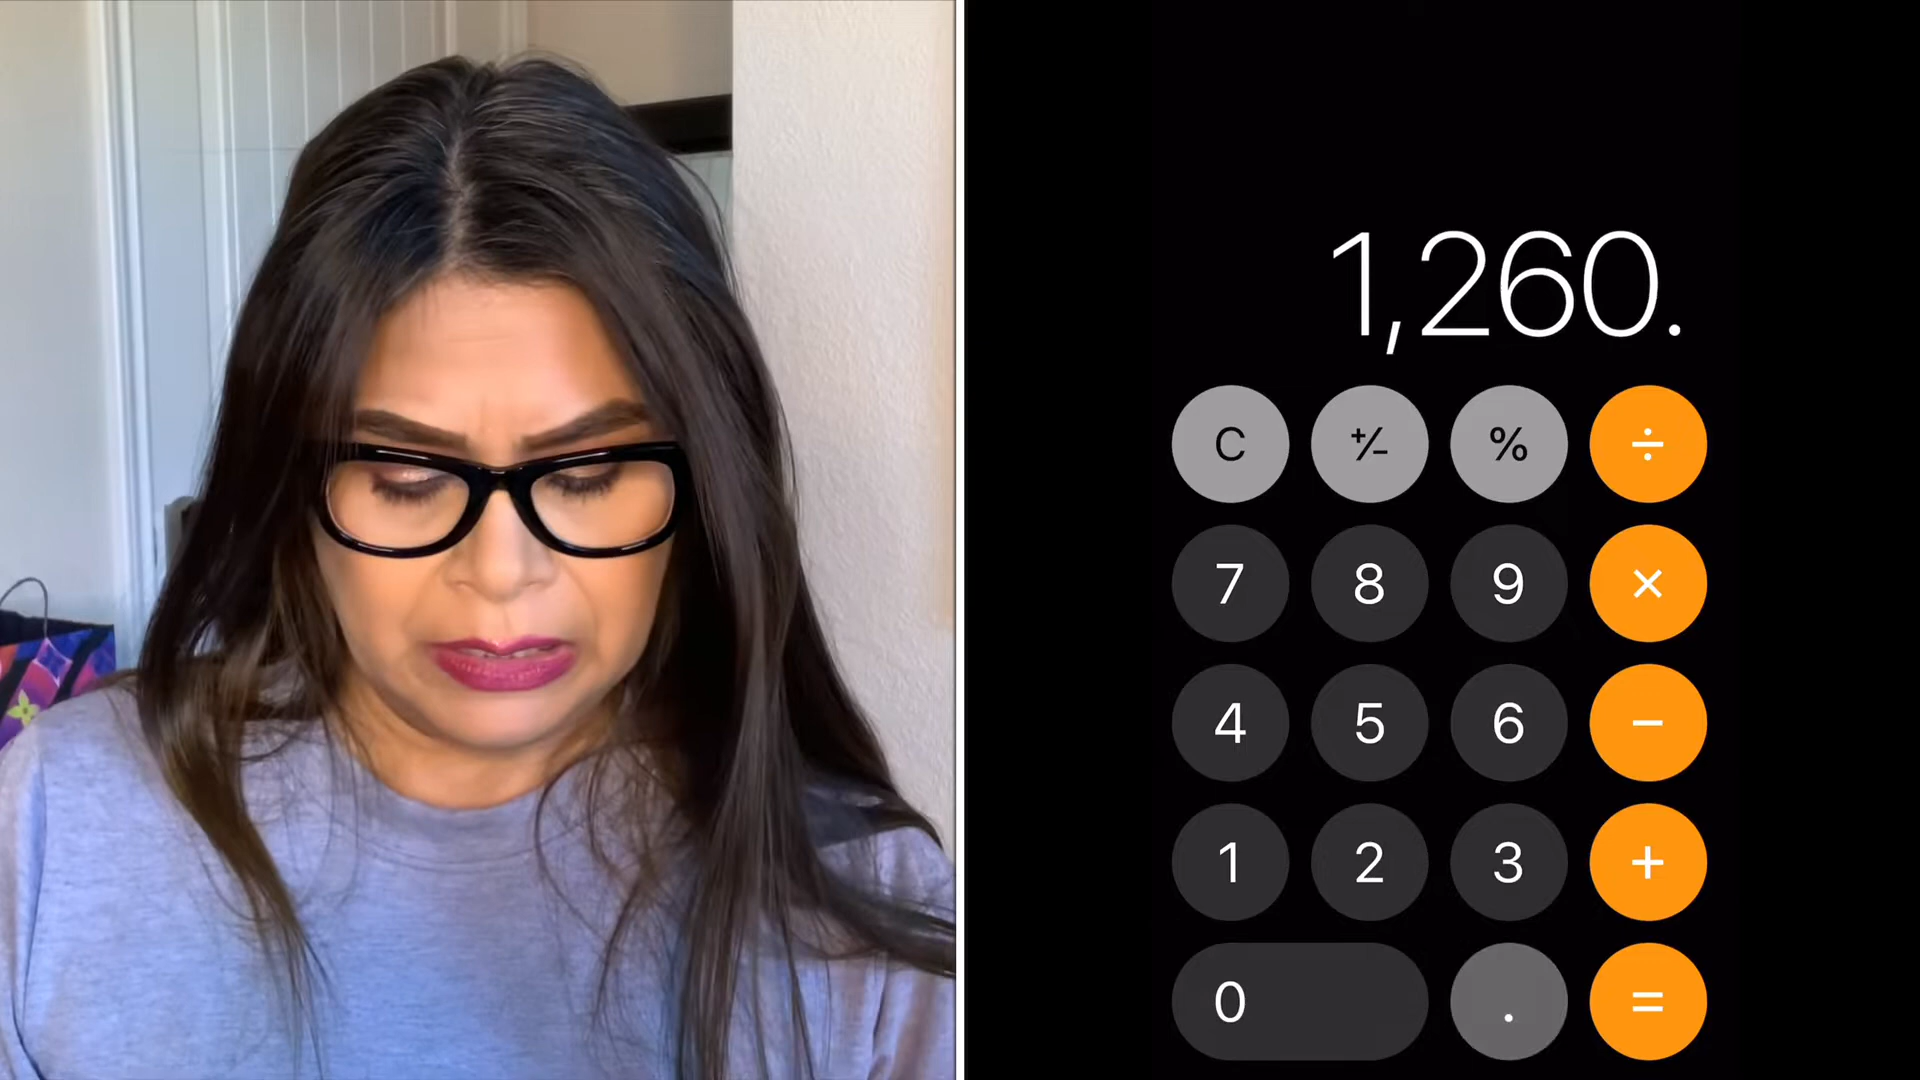 1,260.
C +/- % ÷
7 8 9 ×
4 5 6 −
1 2 3 +
0 . =